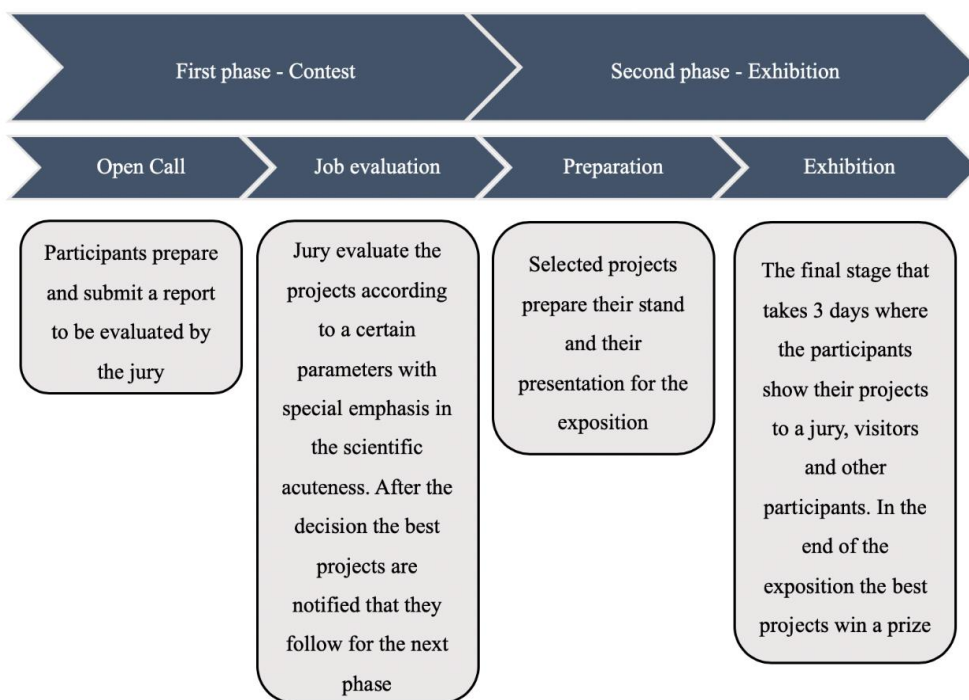 First phase - Contest
Second phase - Exhibition
Open Call
Job evaluation
Preparation
Exhibition
Participants prepare
and submit a report
to be evaluated by
the jury
Jury evaluate the
projects according
to a certain
parameters with
special emphasis in
the scientific
acuteness. After the
decision the best
projects are
notified that they
follow for the next
phase
Selected projects
prepare their stand
and their
presentation for the
exposition
The final stage that
takes 3 days where
the participants
show their projects
to a jury, visitors
and other
participants. In the
end of the
exposition the best
projects win a prize